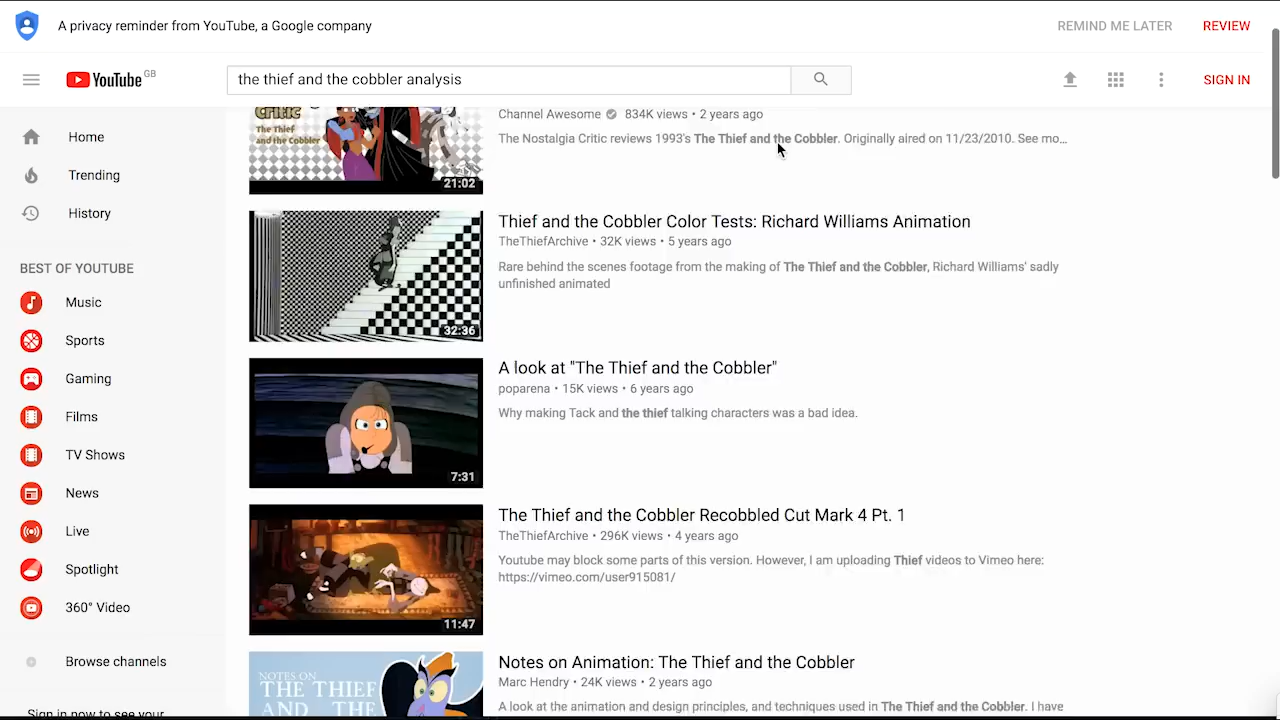 A privacy reminder from YouTube, a Google company
REMIND ME LATER
REVIEW
YouTube GB
the thief and the cobbler analysis
SIGN IN
Home
Trending
History
BEST OF YOUTUBE
Music
Sports
Gaming
Films
TV Shows
News
Live
Spotlight
360° Video
Browse channels
Sign in now to see your
Critic
The Thief
and the Cobbler
21:02
Channel Awesome 834K views • 2 years ago
The Nostalgia Critic reviews 1993's The Thief and the Cobbler. Originally aired on 11/23/2010. See mo...
32:36
Thief and the Cobbler Color Tests: Richard Williams Animation
TheThiefArchive • 32K views • 5 years ago
Rare behind the scenes footage from the making of The Thief and the Cobbler, Richard Williams' sadly
unfinished animated
7:31
A look at "The Thief and the Cobbler"
poparena • 15K views • 6 years ago
Why making Tack and the thief talking characters was a bad idea.
11:47
The Thief and the Cobbler Recobbled Cut Mark 4 Pt. 1
TheThiefArchive • 296K views • 4 years ago
Youtube may block some parts of this version. However, I am uploading Thief videos to Vimeo here:
https://vimeo.com/user915081/
NOTES ON
THE THIEF
AND THE
Notes on Animation: The Thief and the Cobbler
Marc Hendry • 24K views • 2 years ago
A look at the animation and design principles, and techniques used in The Thief and the Cobbler. I have